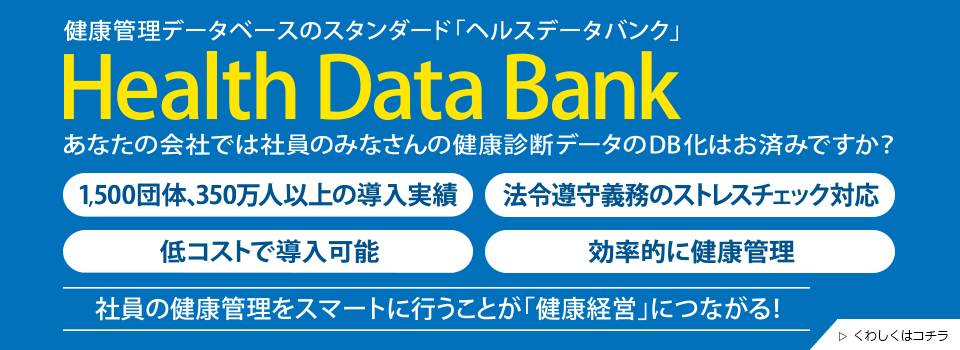 健康管理データベースのスタンダード「ヘルスデータバンク」
Health Data Bank
あなたの会社では社員のみなさんの健康診断データのDB化はお済みですか？
1,500団体、350万人以上の導入実績
法令遵守義務のストレスチェック対応
低コストで導入可能
効率的に健康管理
社員の健康管理をスマートに行うことが「健康経営」につながる！
▷ くわしくはコチラ